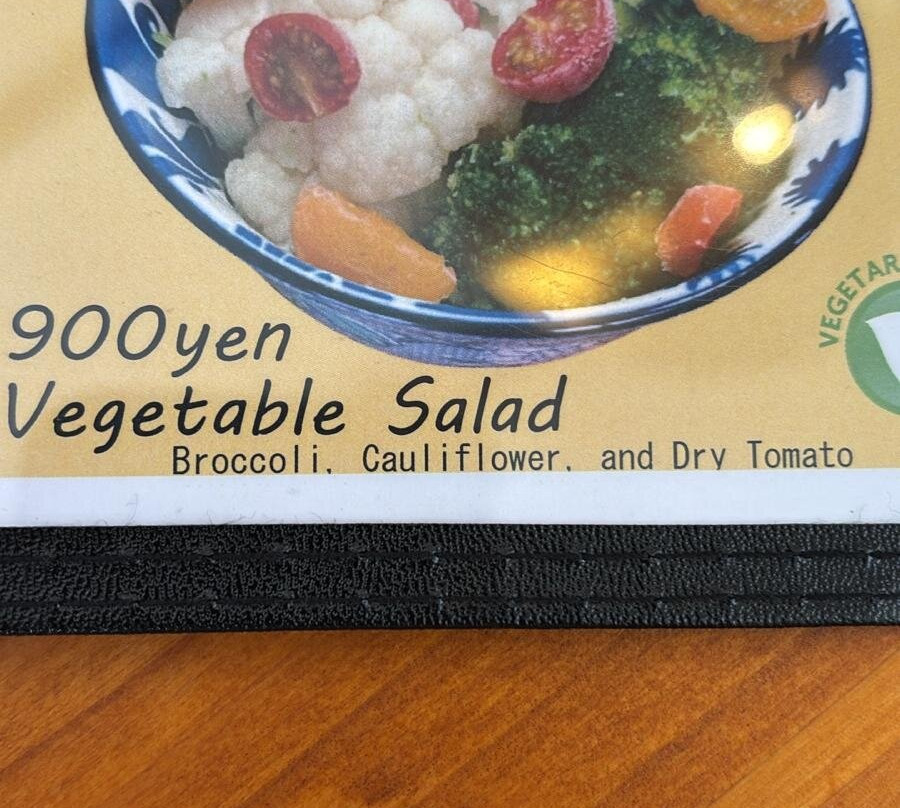 900yen
Vegetable Salad
Broccoli, Cauliflower, and Dry Tomato
VEGETAR